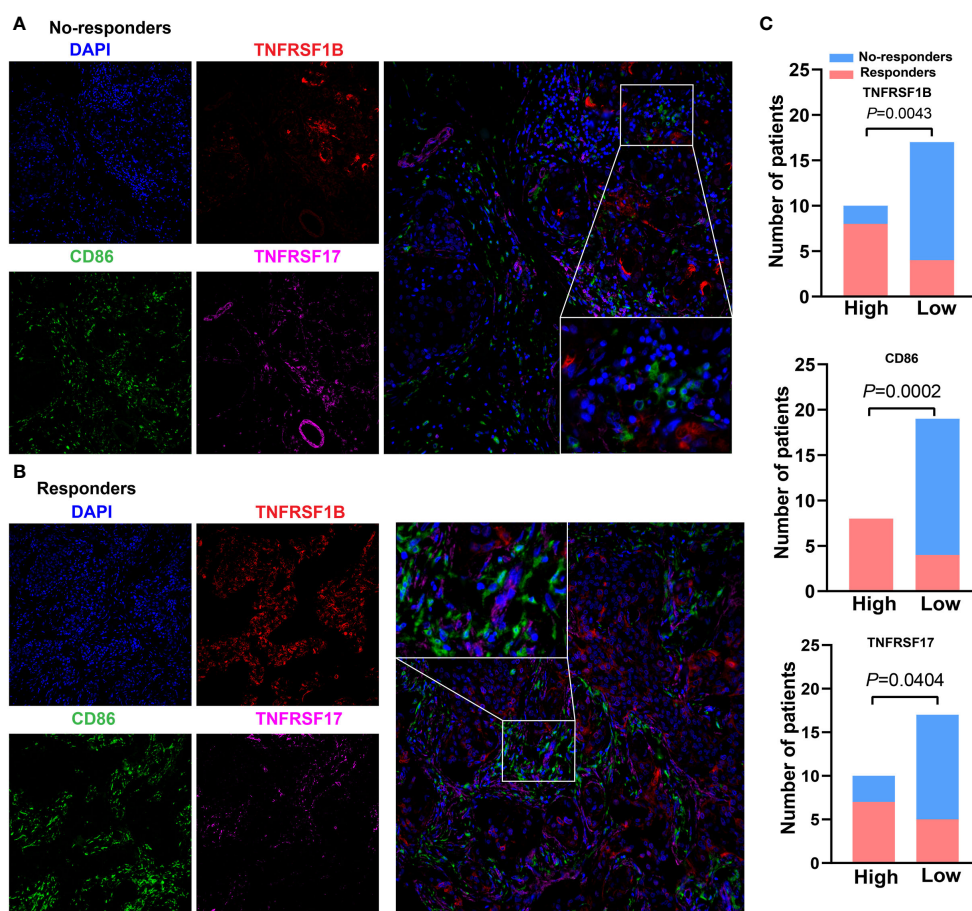 A
No-responders
DAPI
TNFRSF1B
CD86
TNFRSF17
B
Responders
DAPI
TNFRSF1B
CD86
TNFRSF17
C
No-responders
Responders
TNFRSF1B
P=0.0043
Number of patients
25
20
15
10
5
0
High Low
CD86
P=0.0002
Number of patients
25
20
15
10
5
0
High Low
TNFRSF17
P=0.0404
Number of patients
25
20
15
10
5
0
High Low